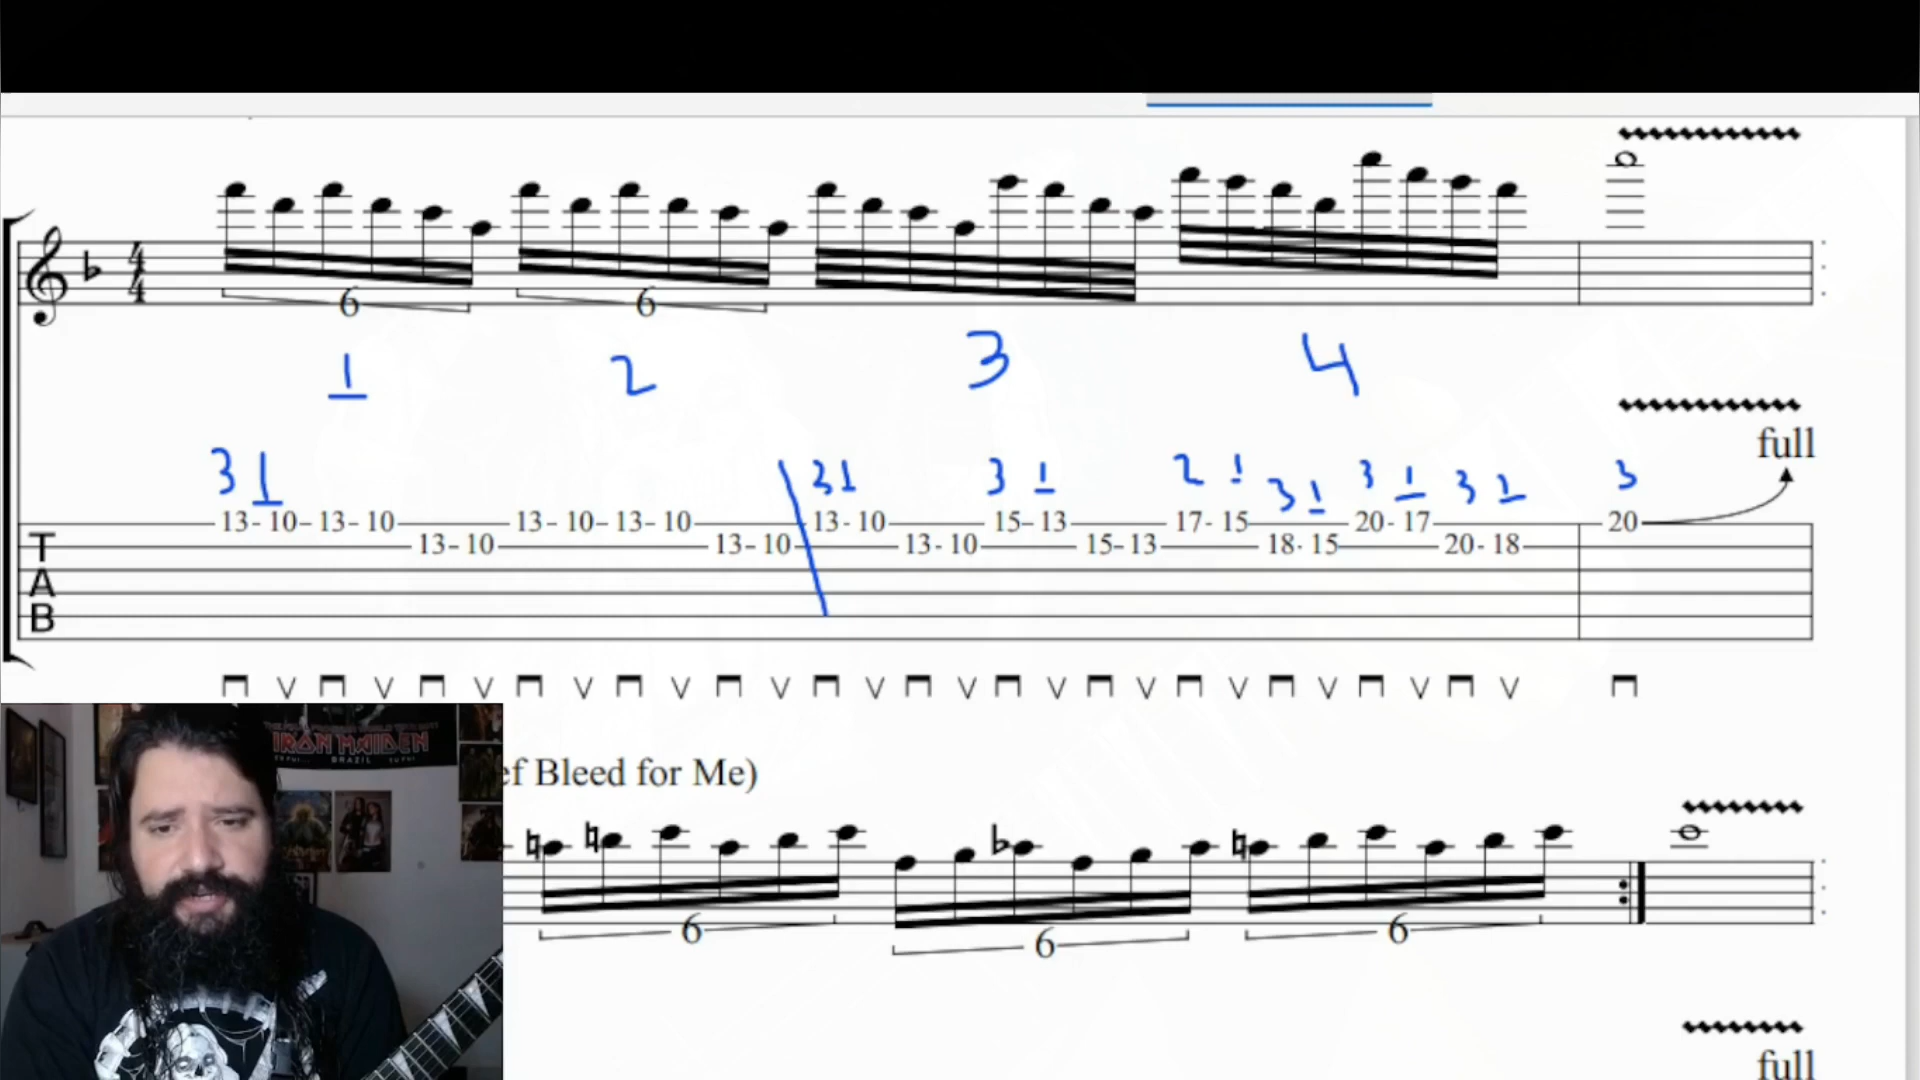 4
4
6 6
1 2 3 4
full
3 1 3 1 3 1 2 1 3 1 3 1 3 2 3
13-10-13-10 13-10-13-10 13-10 15-13 17-15 20-17 20
13-10 13-10 13-10 15-13 18-15 20-18
T
A
B
ef Bleed for Me)
IRON MAIDEN
BRAZIL
6 6 6
full